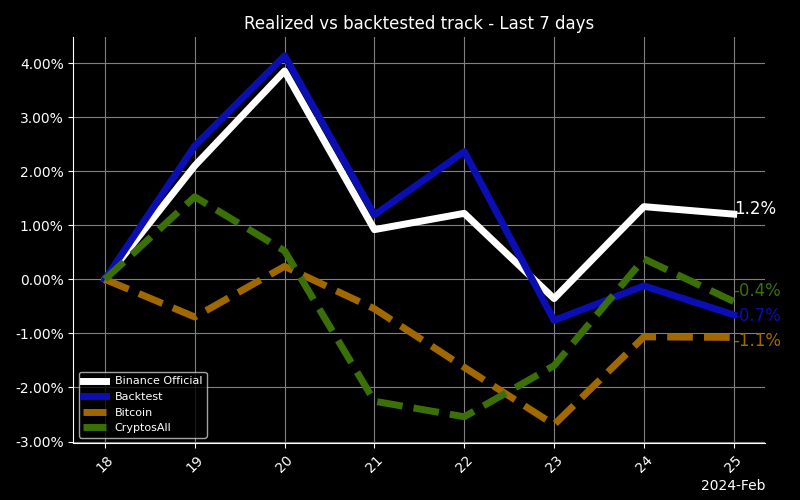 Realized vs backtested track - Last 7 days
4.00%
3.00%
2.00%
1.00%
0.00%
-1.00%
-2.00%
-3.00%
1.2%
-0.4%
-0.7%
-1.1%
Binance Official
Backtest
Bitcoin
CryptosAll
18 19 20 21 22 23 24 25
2024-Feb